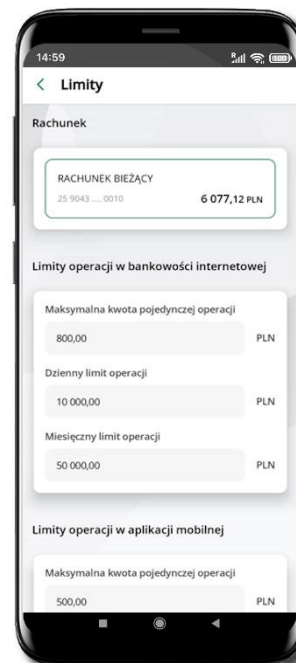 14:59
Limity
Rachunek
RACHUNEK BIEŻĄCY
25 9043 .... 0010 6 077,12 PLN
Limity operacji w bankowości internetowej
Maksymalna kwota pojedynczej operacji
800,00 PLN
Dzienny limit operacji
10 000,00 PLN
Miesięczny limit operacji
50 000,00 PLN
Limity operacji w aplikacji mobilnej
Maksymalna kwota pojedynczej operacji
500,00 PLN